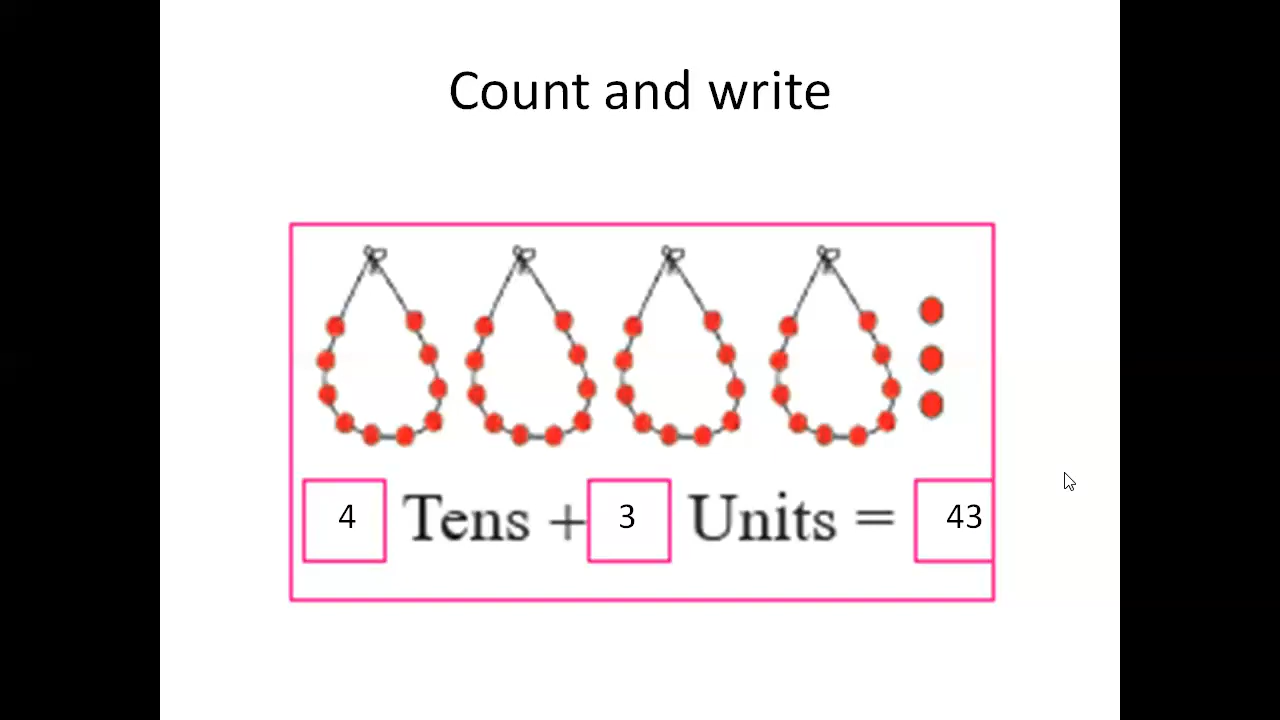 Count and write
4 Tens + 3 Units = 43